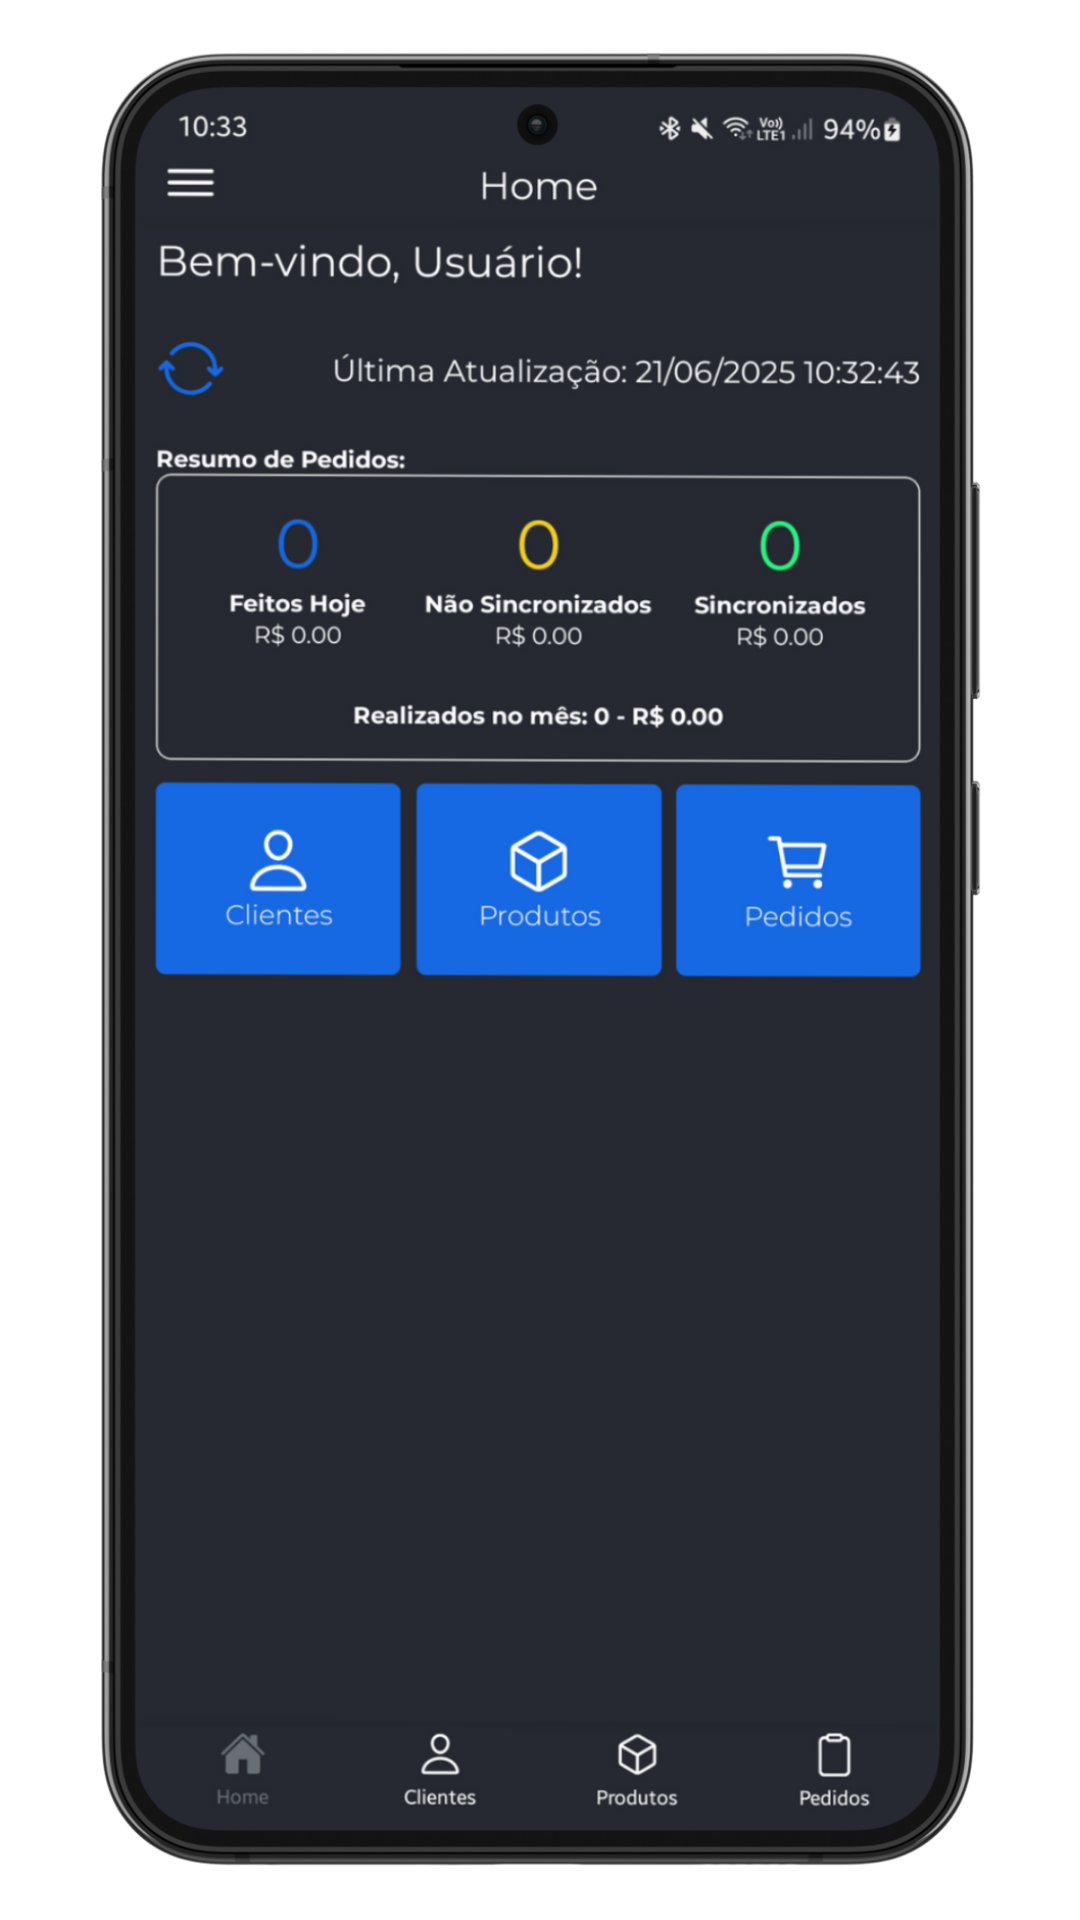 10:33
Vo))
LTE1
94%
Home
Bem-vindo, Usuário!
Última Atualização: 21/06/2025 10:32:43
Resumo de Pedidos:
0 0 0
Feitos Hoje Não Sincronizados Sincronizados
R$ 0.00 R$ 0.00 R$ 0.00
Realizados no mês: 0 - R$ 0.00
Clientes Produtos Pedidos
Home Clientes Produtos Pedidos